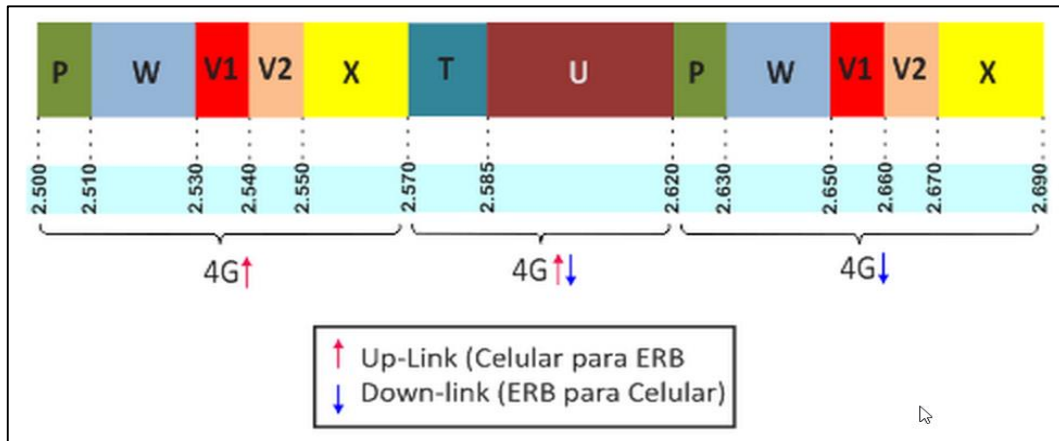 P W V1 V2 X T U P W V1 V2 X
2.500 2.510 2.530 2.540 2.550 2.570 2.585 2.620 2.630 2.650 2.660 2.670 2.690
4G↑ 4G↑↓ 4G↓
↑ Up-Link (Celular para ERB
↓ Down-link (ERB para Celular)